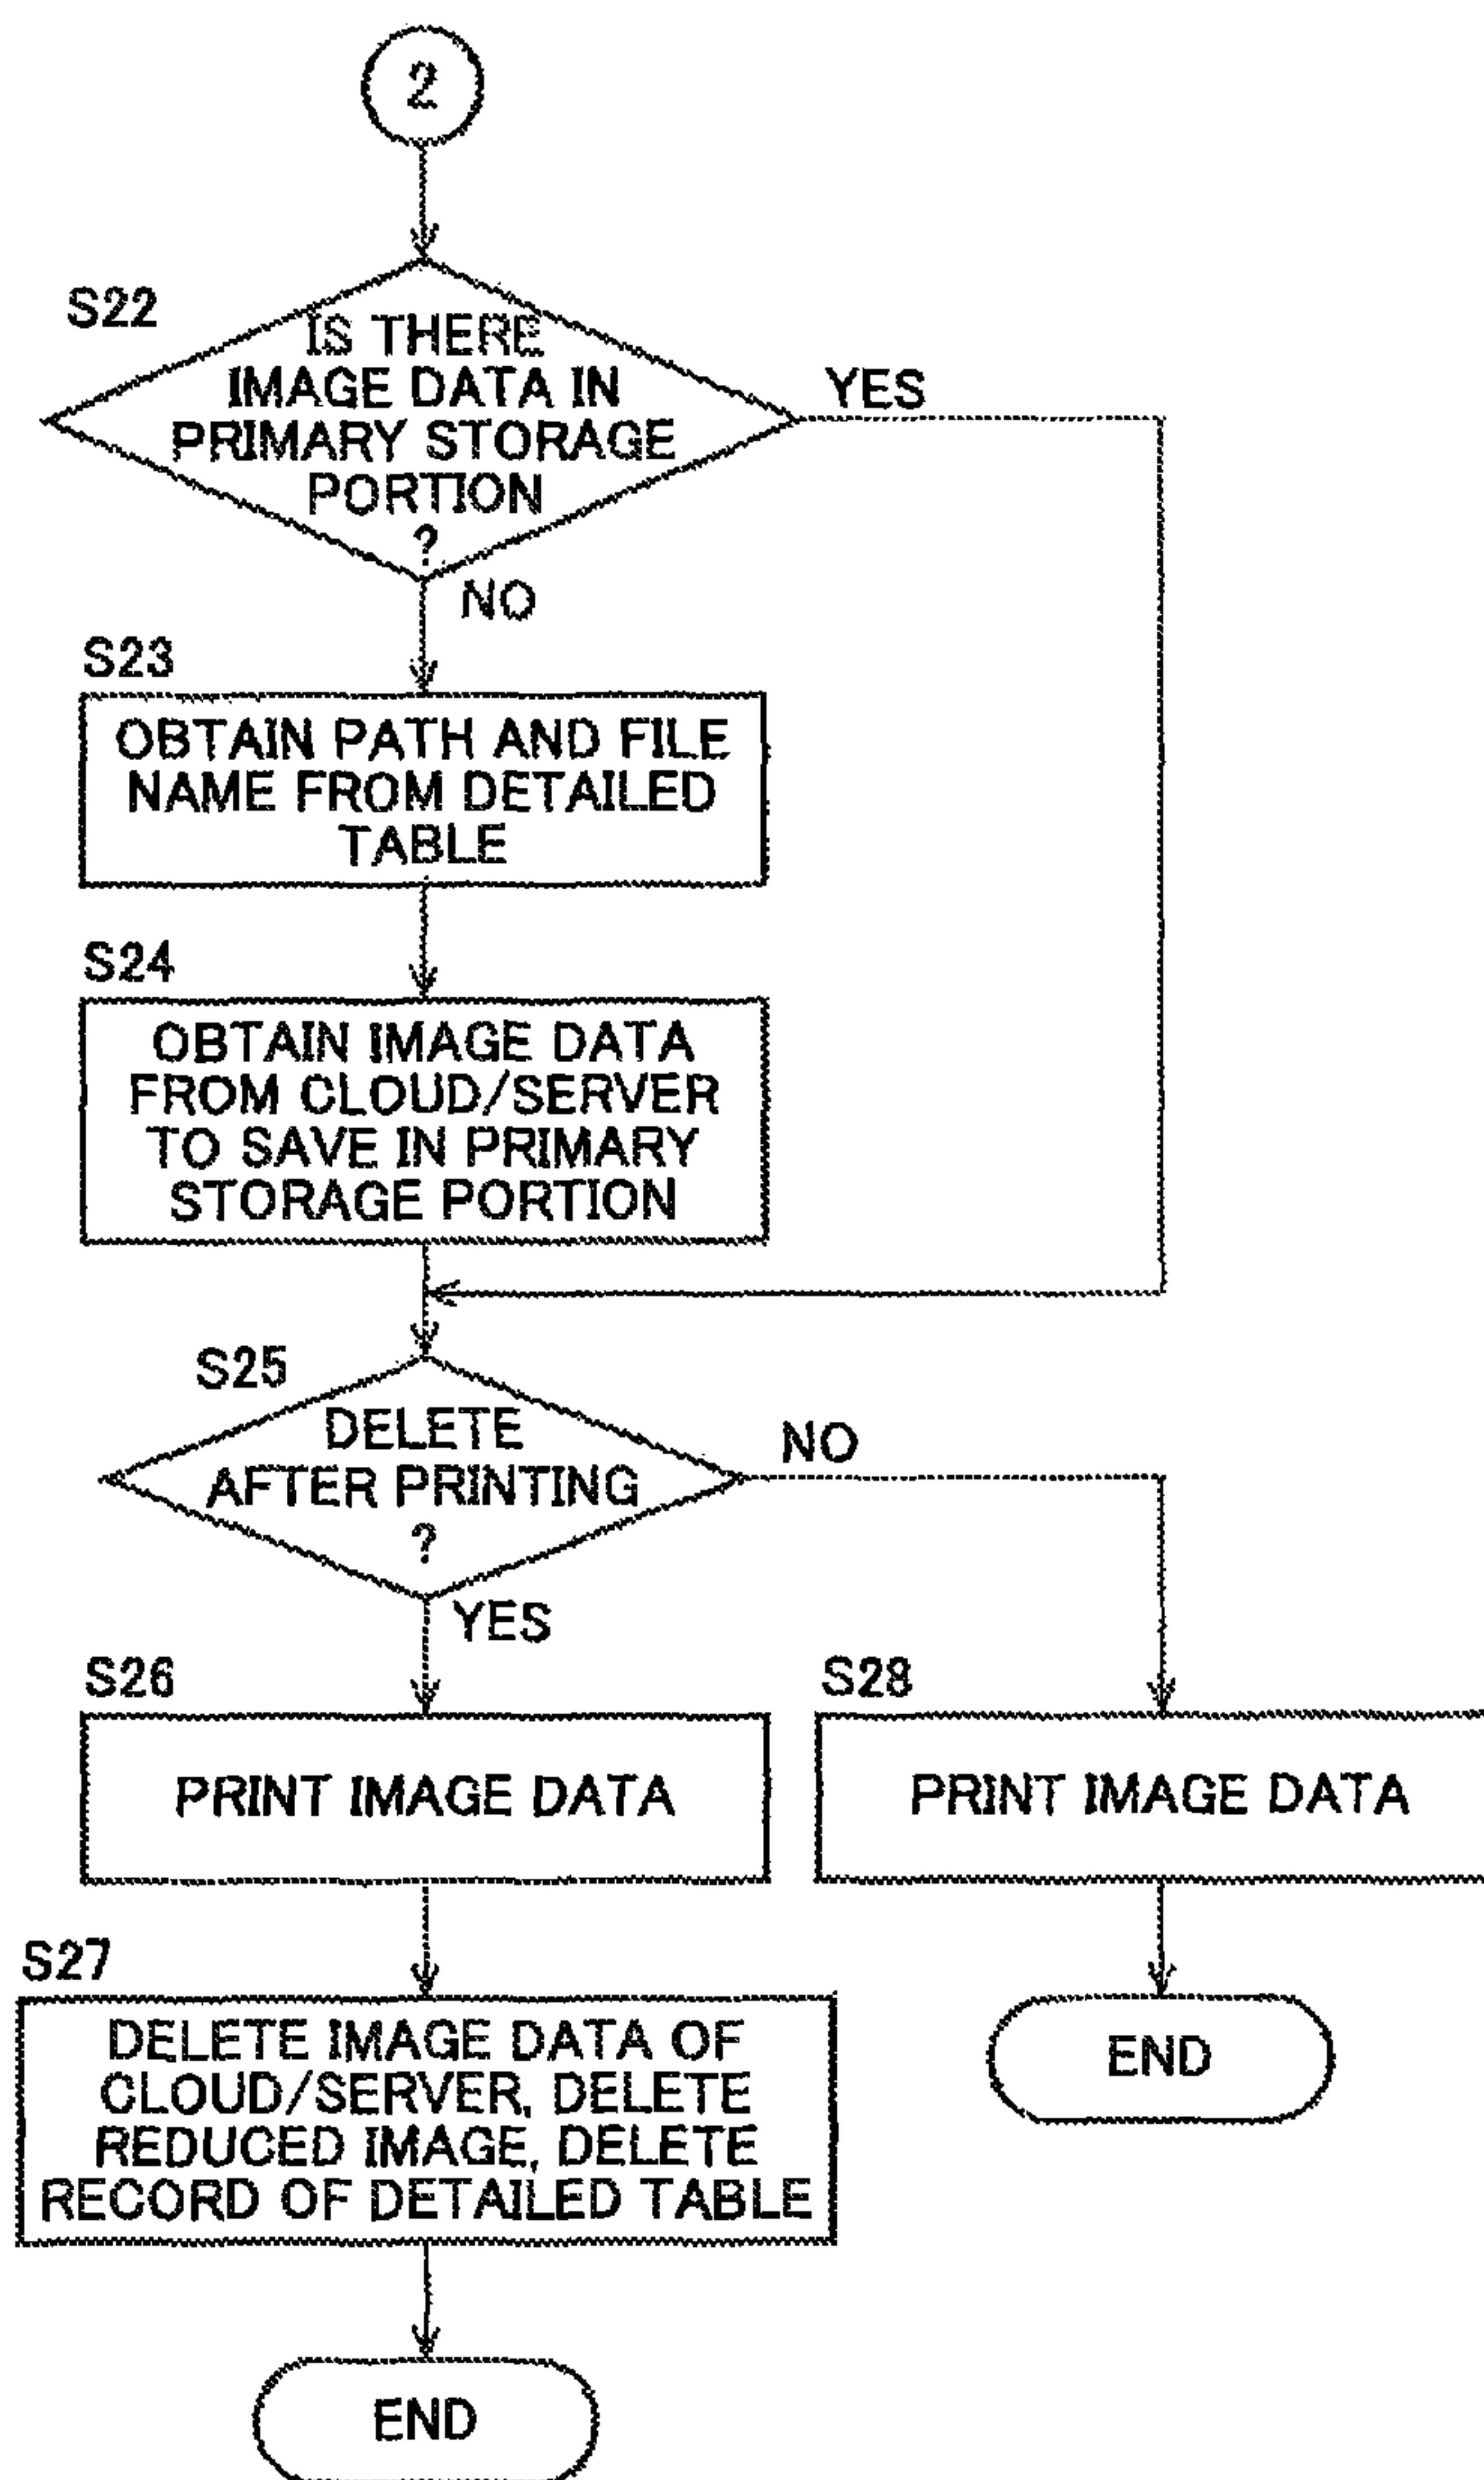 2
S22
IS THERE
IMAGE DATA IN
PRIMARY STORAGE
PORTION
?
YES
NO
S23
OBTAIN PATH AND FILE
NAME FROM DETAILED
TABLE
S24
OBTAIN IMAGE DATA
FROM CLOUD/SERVER
TO SAVE IN PRIMARY
STORAGE PORTION
S25
DELETE
AFTER PRINTING
?
NO
YES
S26
PRINT IMAGE DATA
S28
PRINT IMAGE DATA
S27
DELETE IMAGE DATA OF
CLOUD/SERVER, DELETE
REDUCED IMAGE, DELETE
RECORD OF DETAILED TABLE
END
END